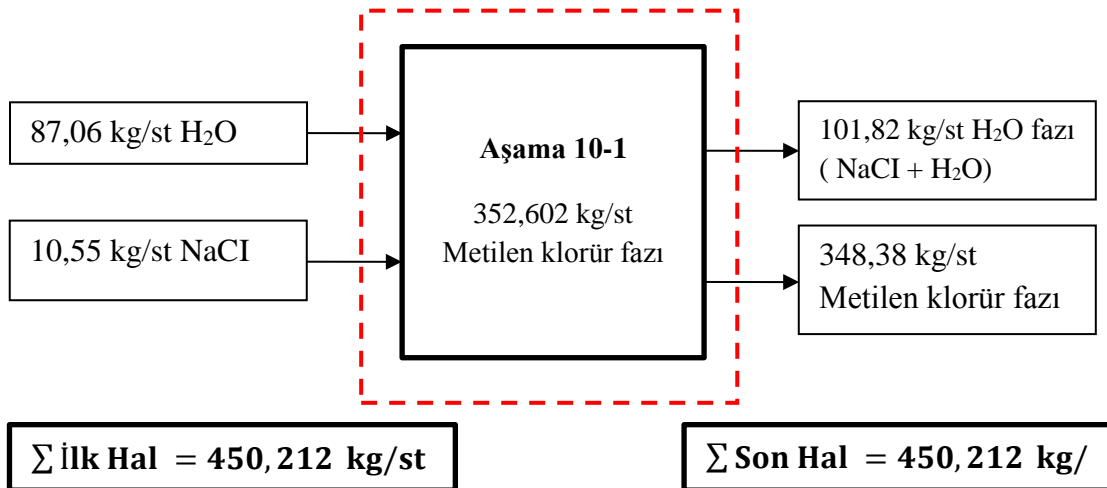 87,06 kg/st H₂O
10,55 kg/st NaCI
Aşama 10-1
352,602 kg/st
Metilen klorür fazı
101,82 kg/st H₂O fazı
( NaCI + H₂O)
348,38 kg/st
Metilen klorür fazı
∑ İlk Hal = 450, 212 kg/st
∑ Son Hal = 450, 212 kg/